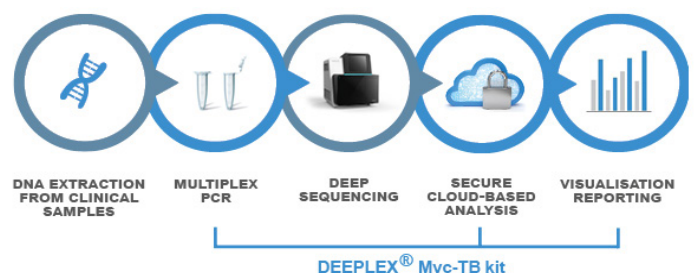 DNA EXTRACTION
FROM CLINICAL
SAMPLES
MULTIPLEX
PCR
DEEP
SEQUENCING
SECURE
CLOUD-BASED
ANALYSIS
VISUALISATION
REPORTING
DEEPLEX® Myc-TB kit